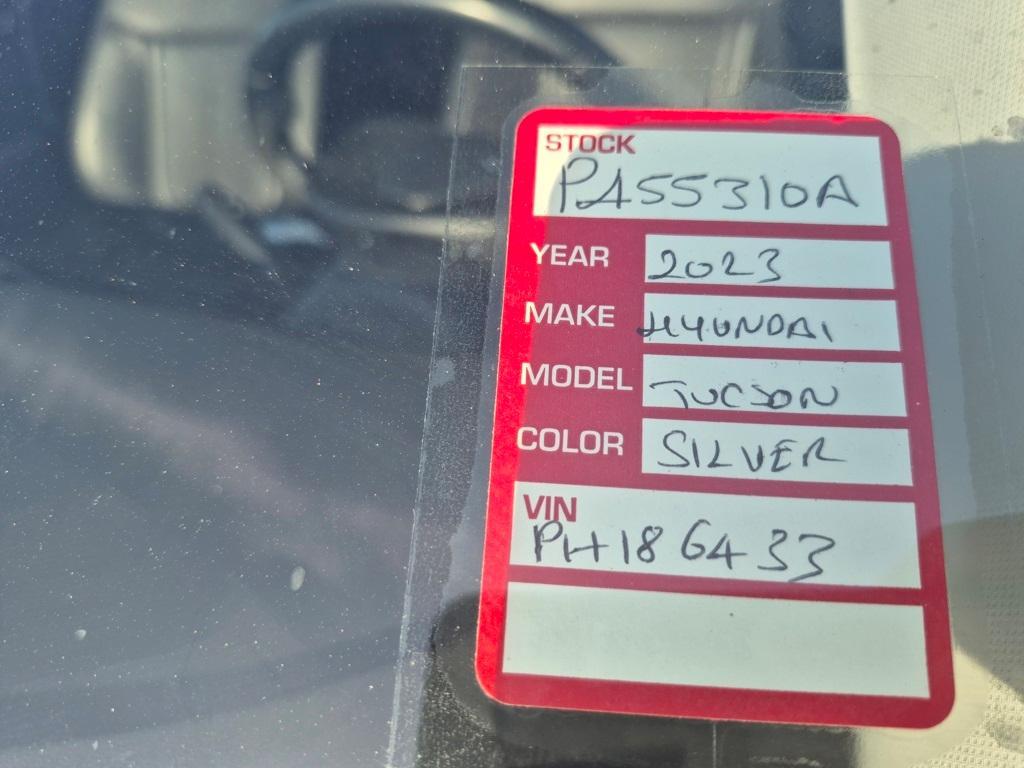 STOCK
PA55310A
YEAR 2023
MAKE HYUNDAI
MODEL TUCSON
COLOR SILVER
VIN
PH186433